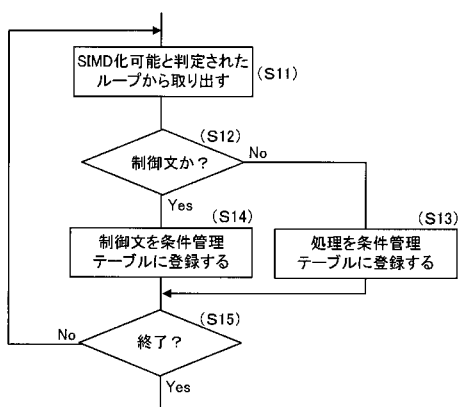 SIMD化可能と判定された
ループから取り出す
(S11)
(S12)
制御文か？
No
Yes
(S14)
制御文を条件管理
テーブルに登録する
(S13)
処理を条件管理
テーブルに登録する
(S15)
終了？
No
Yes